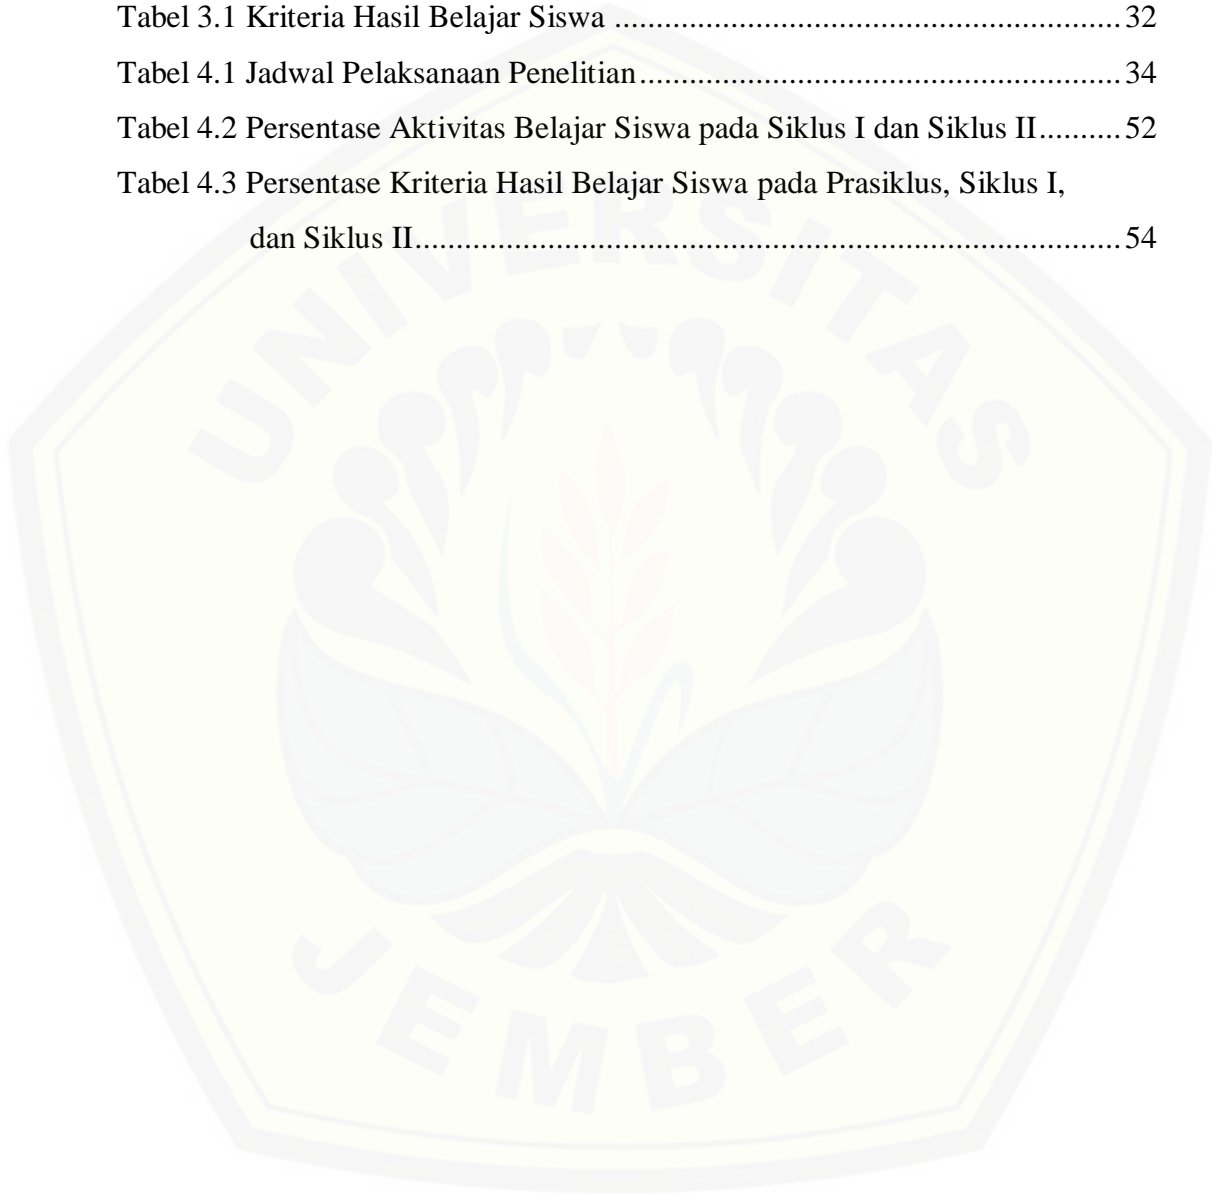 Tabel 3.1 Kriteria Hasil Belajar Siswa ................................................................ 32
Tabel 4.1 Jadwal Pelaksanaan Penelitian ............................................................. 34
Tabel 4.2 Persentase Aktivitas Belajar Siswa pada Siklus I dan Siklus II .......... 52
Tabel 4.3 Persentase Kriteria Hasil Belajar Siswa pada Prasiklus, Siklus I,
dan Siklus II ......................................................................................... 54
UNIVERSITAS
JEMBER